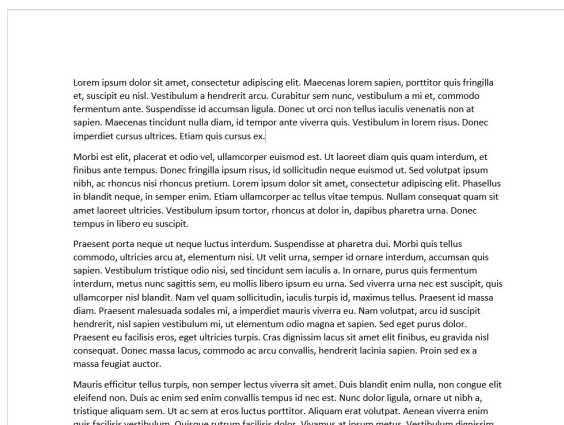 Lorem ipsum dolor sit amet, consectetur adipiscing elit. Maecenas lorem sapien, porttitor quis fringilla
et, suscipit eu nisl. Vestibulum a hendrerit arcu. Curabitur sem nunc, vestibulum a mi et, commodo
fermentum ante. Suspendisse id accumsan ligula. Donec ut orci non tellus iaculis venenatis non at
sapien. Maecenas tincidunt nulla diam, id tempor ante viverra quis. Vestibulum in lorem risus. Donec
imperdiet cursus ultrices. Etiam quis cursus ex.
Morbi est elit, placerat et odio vel, ullamcorper euismod est. Ut laoreet diam quis quam interdum, et
finibus ante tempus. Donec fringilla ipsum risus, id sollicitudin neque euismod ut. Sed volutpat ipsum
nibh, ac rhoncus nisi rhoncus pretium. Lorem ipsum dolor sit amet, consectetur adipiscing elit. Phasellus
in blandit neque, in semper enim. Etiam ullamcorper ac tellus vitae tempus. Nullam consequat quam sit
amet laoreet ultricies. Vestibulum ipsum tortor, rhoncus at dolor in, dapibus pharetra urna. Donec
tempus in libero eu suscipit.
Praesent porta neque ut neque luctus interdum. Suspendisse at pharetra dui. Morbi quis tellus
commodo, ultricies arcu at, elementum nisi. Ut velit urna, semper id ornare interdum, accumsan quis
sapien. Vestibulum tristique odio nisi, sed tincidunt sem iaculis a. In ornare, purus quis fermentum
interdum, metus nunc sagittis sem, eu mollis libero ipsum eu urna. Sed viverra urna nec est suscipit, quis
ullamcorper nisl blandit. Nam vel quam sollicitudin, iaculis turpis id, maximus tellus. Praesent id massa
diam. Praesent malesuada sodales mi, a imperdiet mauris viverra eu. Nam volutpat, arcu id suscipit
hendrerit, nisl sapien vestibulum mi, ut elementum odio magna et sapien. Sed eget purus dolor.
Praesent eu facilisis eros, eget ultricies turpis. Cras dignissim lacus sit amet elit finibus, eu gravida nisl
consequat. Donec massa lacus, commodo ac arcu convallis, hendrerit lacinia sapien. Proin sed ex a
massa feugiat auctor.
Mauris efficitur tellus turpis, non semper lectus viverra sit amet. Duis blandit enim nulla, non congue elit
eleifend non. Duis ac enim sed enim convallis tempus id nec est. Nunc dolor ligula, ornare ut nibh a,
tristique aliquam sem. Ut ac sem at eros luctus porttitor. Aliquam erat volutpat. Aenean viverra enim
quis facilisis vestibulum. Quisque rutrum facilisis dolor. Vivamus at ipsum metus. Vestibulum dignissim